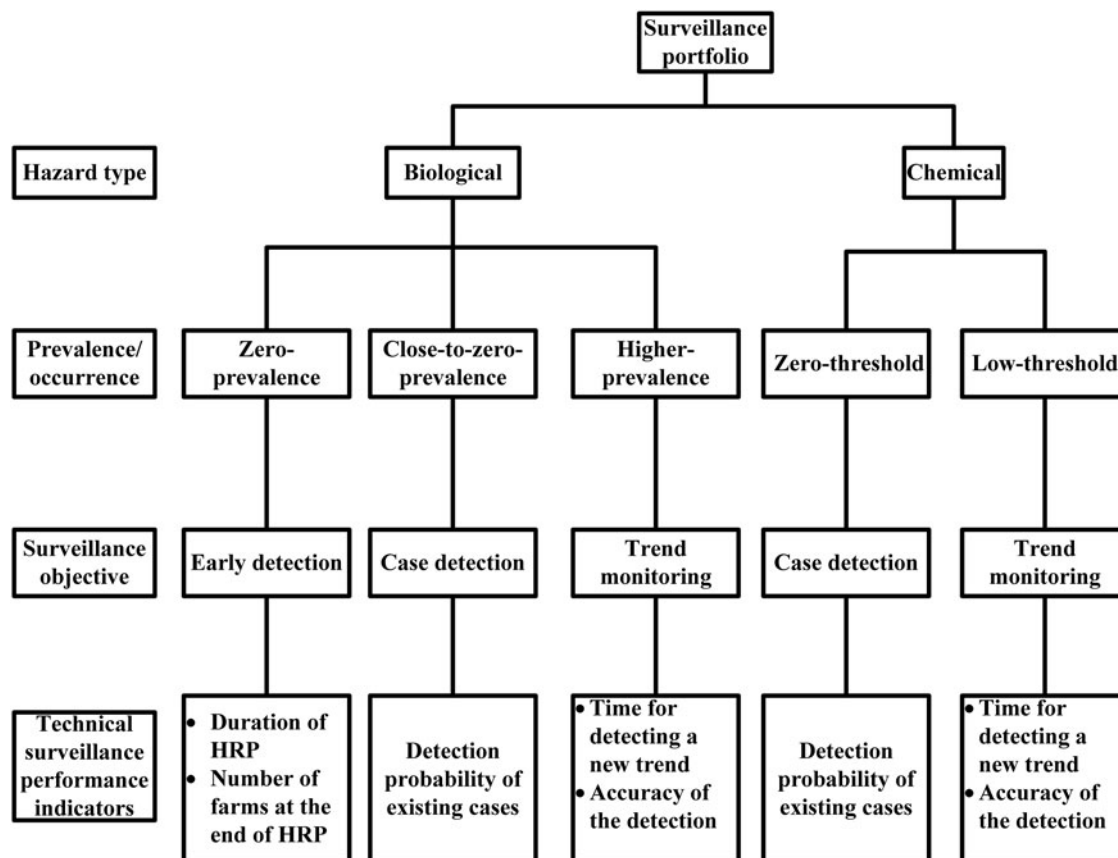 Surveillance
portfolio
Hazard type
Biological
Chemical
Prevalence/
occurrence
Zero-
prevalence
Close-to-zero-
prevalence
Higher-
prevalence
Zero-threshold
Low-threshold
Surveillance
objective
Early detection
Case detection
Trend
monitoring
Case detection
Trend
monitoring
Technical
surveillance
performance
indicators
• Duration of
HRP
• Number of
farms at the
end of HRP
Detection
probability of
existing cases
• Time for
detecting a
new trend
• Accuracy of
the detection
Detection
probability of
existing cases
• Time for
detecting a
new trend
• Accuracy of
the detection